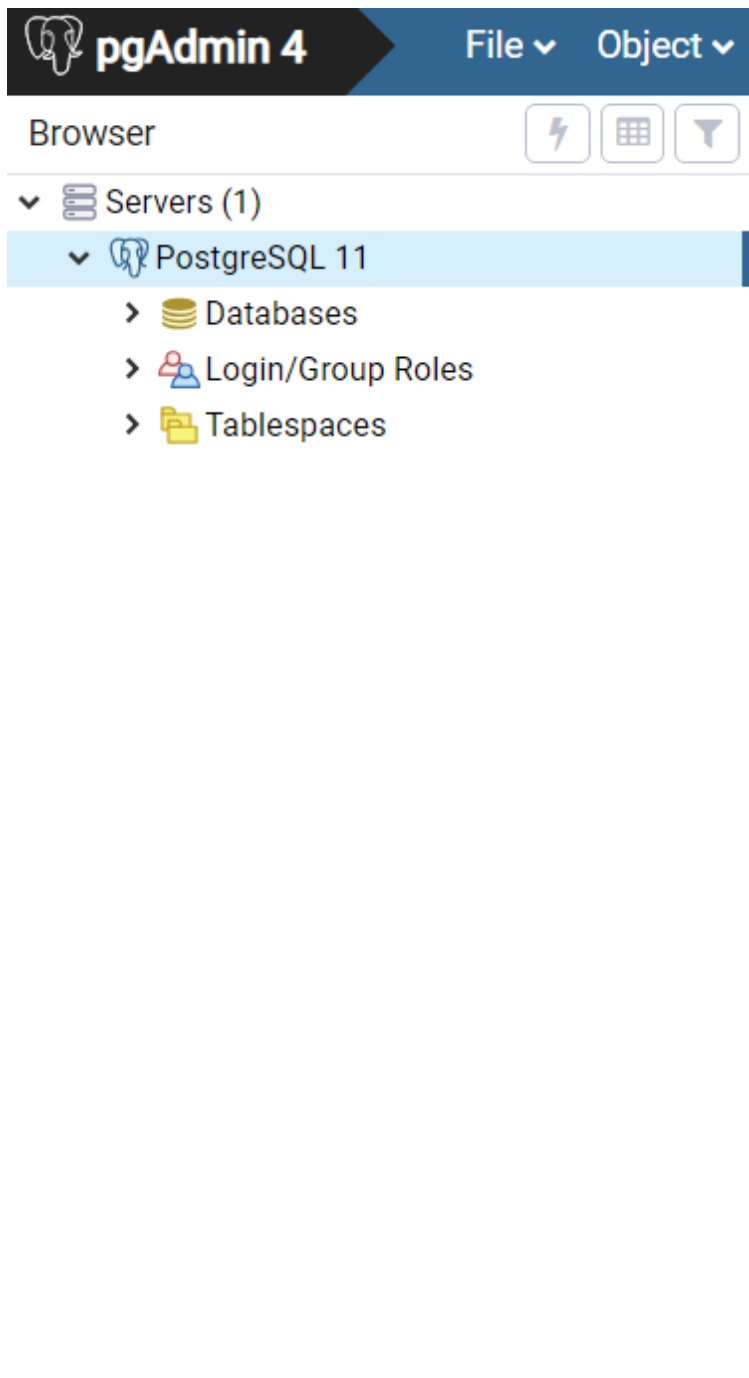 pgAdmin 4 File Object
Browser
Servers (1)
PostgreSQL 11
Databases
Login/Group Roles
Tablespaces